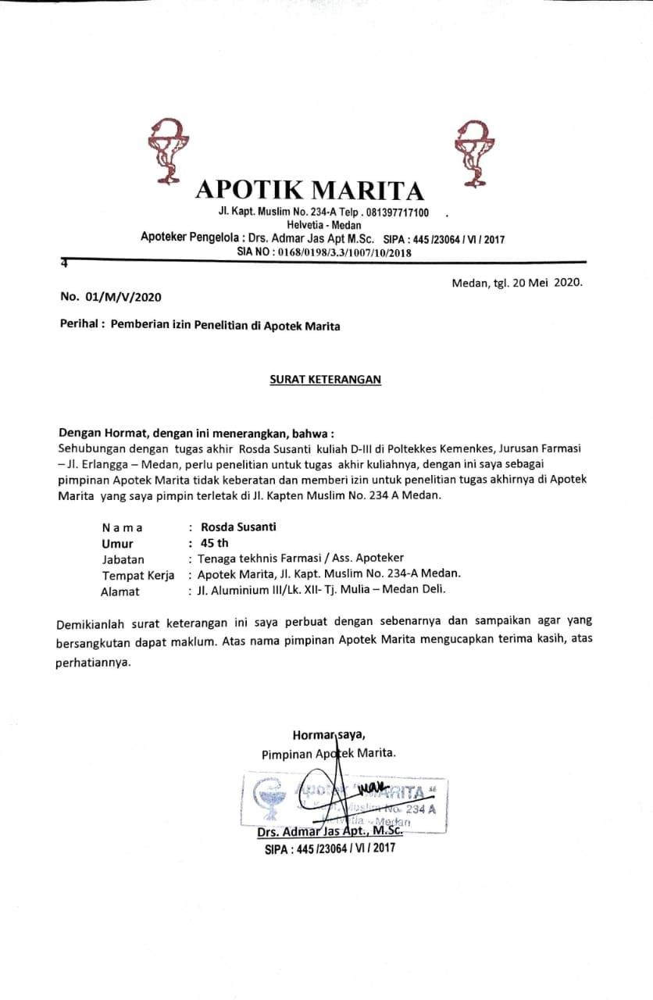 APOTIK MARITA
Jl. Kapt. Muslim No. 234-A Telp . 081397717100 .
Helvetia - Medan
Apoteker Pengelola : Drs. Admar Jas Apt M.Sc. SIPA : 445 /23064 / VI / 2017
SIA NO : 0168/0198/3.3/1007/10/2018
4
Medan, tgl. 20 Mei 2020.
No. 01/M/V/2020
Perihal : Pemberian izin Penelitian di Apotek Marita
SURAT KETERANGAN
Dengan Hormat, dengan ini menerangkan, bahwa :
Sehubungan dengan tugas akhir Rosda Susanti kuliah D-III di Poltekkes Kemenkes, Jurusan Farmasi
– Jl. Erlangga – Medan, perlu penelitian untuk tugas akhir kuliahnya, dengan ini saya sebagai
pimpinan Apotek Marita tidak keberatan dan memberi izin untuk penelitian tugas akhirnya di Apotek
Marita yang saya pimpin terletak di Jl. Kapten Muslim No. 234 A Medan.
N a m a : Rosda Susanti
Umur : 45 th
Jabatan : Tenaga tekhnis Farmasi / Ass. Apoteker
Tempat Kerja : Apotek Marita, Jl. Kapt. Muslim No. 234-A Medan.
Alamat : Jl. Aluminium III/Lk. XII- Tj. Mulia – Medan Deli.
Demikianlah surat keterangan ini saya perbuat dengan sebenarnya dan sampaikan agar yang
bersangkutan dapat maklum. Atas nama pimpinan Apotek Marita mengucapkan terima kasih, atas
perhatiannya.
Hormar saya,
Pimpinan Apotek Marita.
Apotek "MARITA"
Jl. Kapt. Muslim No. 234 A
Helvetia - Medan
Drs. Admar Jas Apt., M.Sc.
SIPA : 445 /23064 / VI / 2017